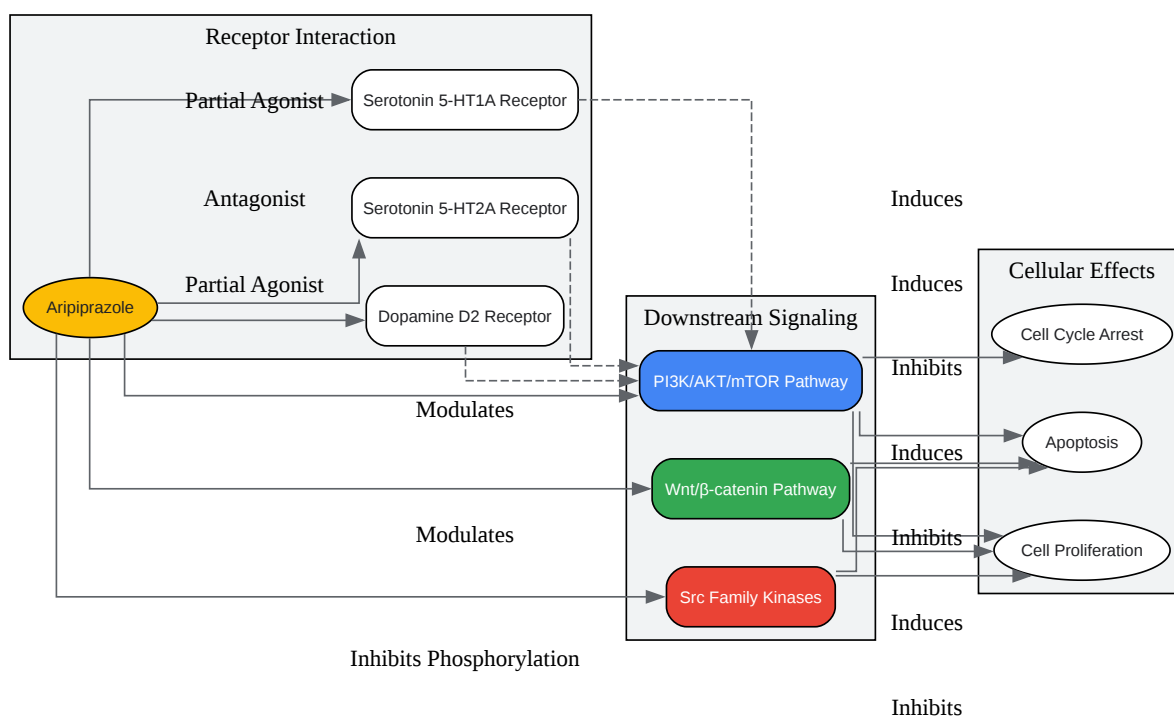 Receptor Interaction
Partial Agonist
Serotonin 5-HT1A Receptor
Antagonist
Serotonin 5-HT2A Receptor
Induces
Partial Agonist
Aripiprazole
Dopamine D2 Receptor
Downstream Signaling
Induces
Cellular Effects
Cell Cycle Arrest
PI3K/AKT/mTOR Pathway
Inhibits
Modulates
Induces
Apoptosis
Wnt/β-catenin Pathway
Modulates
Inhibits
Cell Proliferation
Src Family Kinases
Induces
Inhibits Phosphorylation
Inhibits